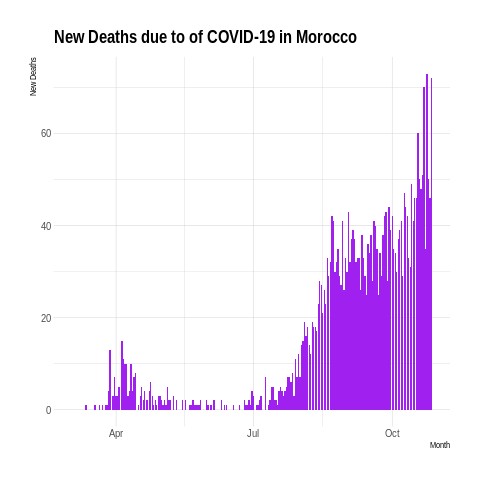 New Deaths due to of COVID-19 in Morocco
New Deaths
60
40
20
0
Apr
Jul
Oct
Month